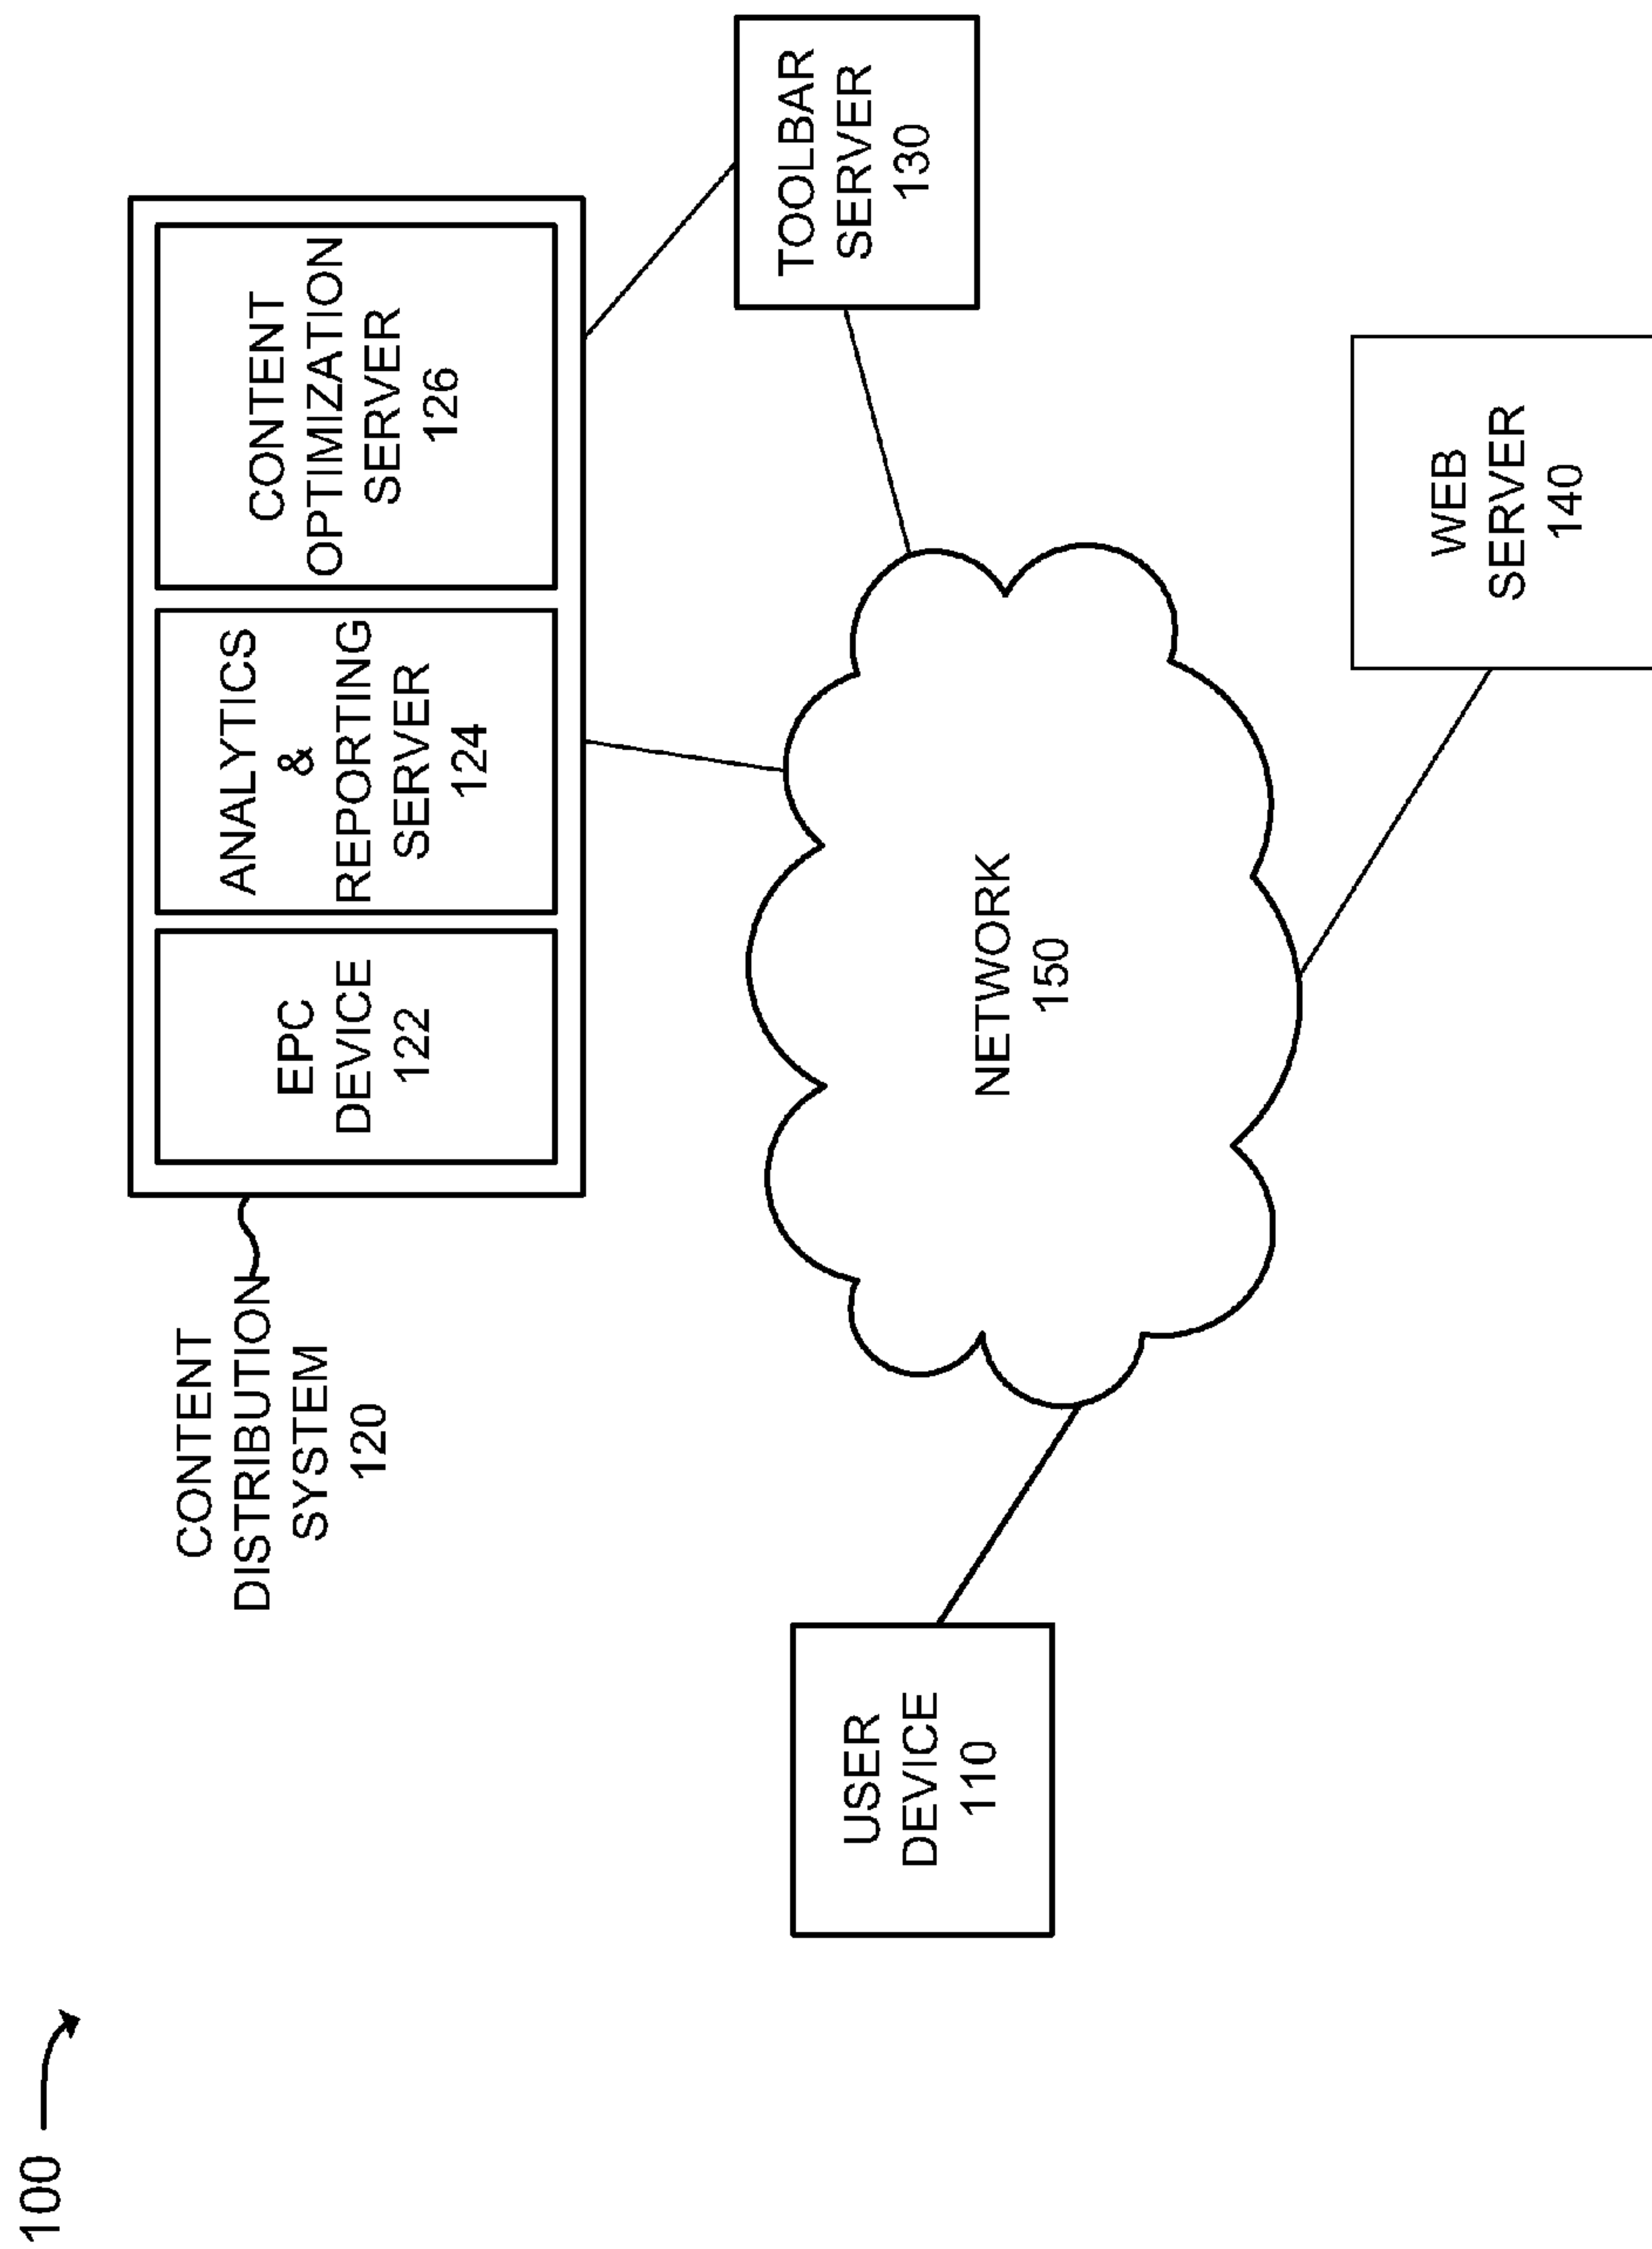 100
CONTENT
DISTRIBUTION
SYSTEM
120
EPC
DEVICE
122
ANALYTICS
&
REPORTING
SERVER
124
CONTENT
OPTIMIZATION
SERVER
126
USER
DEVICE
110
NETWORK
150
TOOLBAR
SERVER
130
WEB
SERVER
140